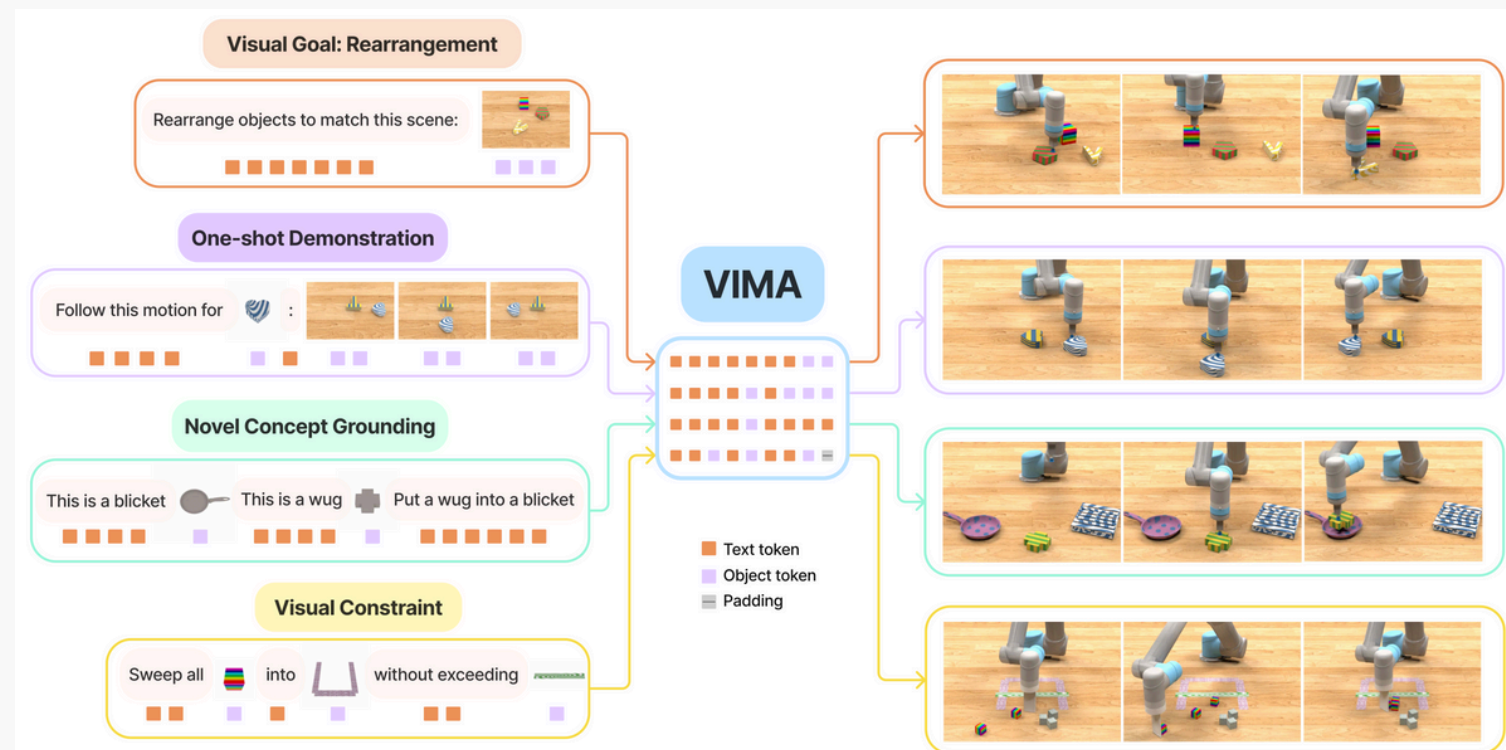 Visual Goal: Rearrangement
Rearrange objects to match this scene:
One-shot Demonstration
Follow this motion for :
Novel Concept Grounding
This is a blicket This is a wug Put a wug into a blicket
Visual Constraint
Sweep all into without exceeding
VIMA
Text token
Object token
Padding